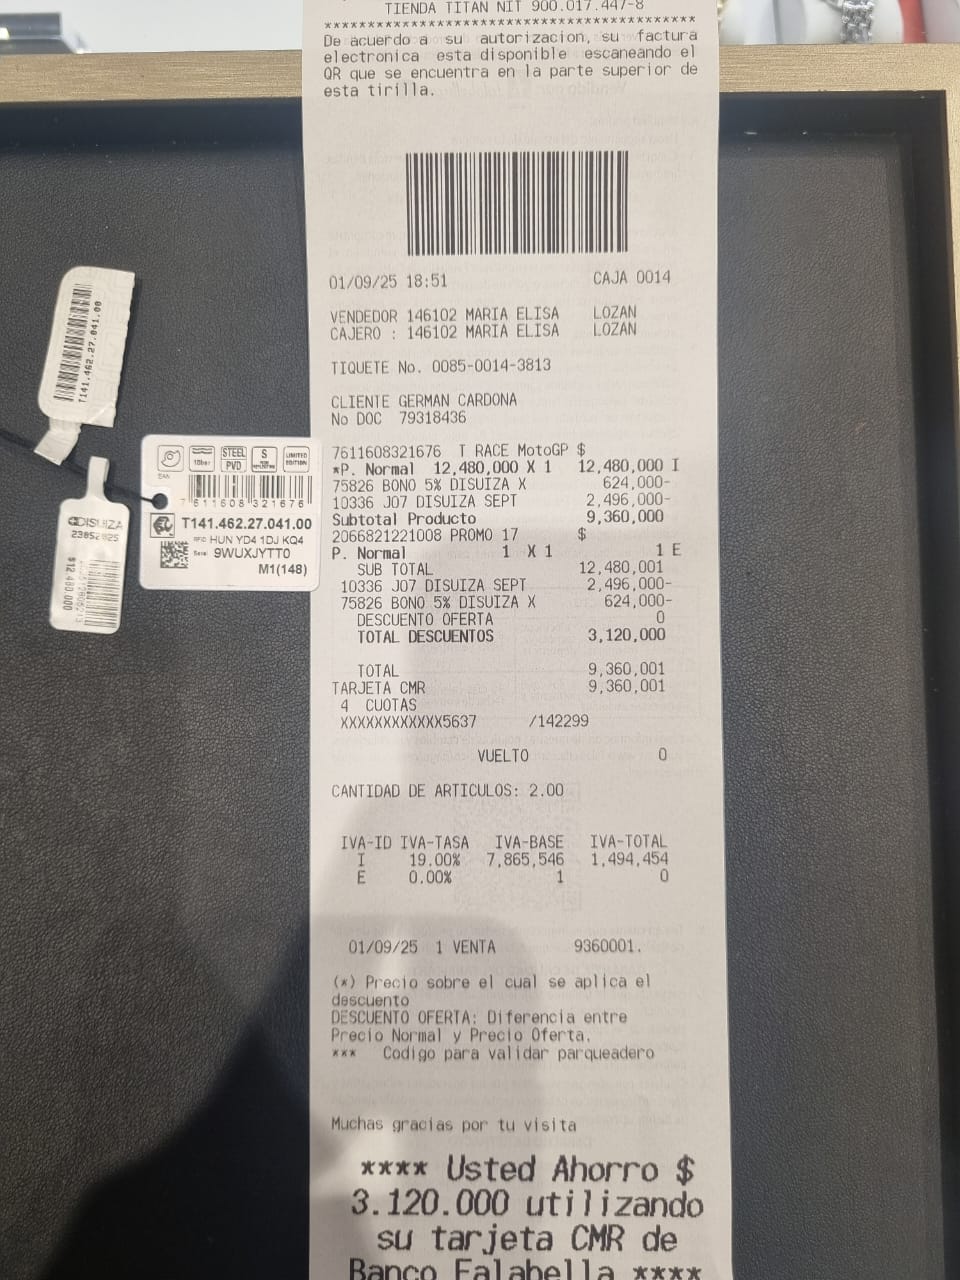 TIENDA TITAN NIT 900.017.447-8
*******************************************
De acuerdo a su autorizacion, su factura
electronica esta disponible escaneando el
QR que se encuentra en la parte superior de
esta tirilla.
01/09/25 18:51 CAJA 0014
VENDEDOR 146102 MARIA ELISA LOZAN
CAJERO : 146102 MARIA ELISA LOZAN
TIQUETE No. 0085-0014-3813
CLIENTE GERMAN CARDONA
No DOC 79318436
7611608321676 T RACE MotoGP $
*P. Normal 12,480,000 X 1 12,480,000 I
75826 BONO 5% DISUIZA X 624,000-
10336 J07 DISUIZA SEPT 2,496,000-
Subtotal Producto 9,360,000
2066821221008 PROMO 17 $
P. Normal 1 X 1 1 E
SUB TOTAL 12,480,001
10336 J07 DISUIZA SEPT 2,496,000-
75826 BONO 5% DISUIZA X 624,000-
DESCUENTO OFERTA 0
TOTAL DESCUENTOS 3,120,000
TOTAL 9,360,001
TARJETA CMR 9,360,001
4 CUOTAS
XXXXXXXXXXXX5637 /142299
VUELTO 0
CANTIDAD DE ARTICULOS: 2.00
IVA-ID IVA-TASA IVA-BASE IVA-TOTAL
I 19.00% 7,865,546 1,494,454
E 0.00% 1 0
01/09/25 1 VENTA 9360001.
(*) Precio sobre el cual se aplica el
descuento
DESCUENTO OFERTA: Diferencia entre
Precio Normal y Precio Oferta.
*** Codigo para validar parqueadero
Muchas gracias por tu visita
**** Usted Ahorro $
3.120.000 utilizando
su tarjeta CMR de
Banco Falabella ****
T141.462.27.041.00
10bar
STEEL
PVD
S
LIMITED
EDITION
EAN
7 611608 321676
T141.462.27.041.00
RFID HUN YD4 1DJ KQ4
Serial 9WUXJYTT0
M1(148)
DISUIZA
$12.480.000